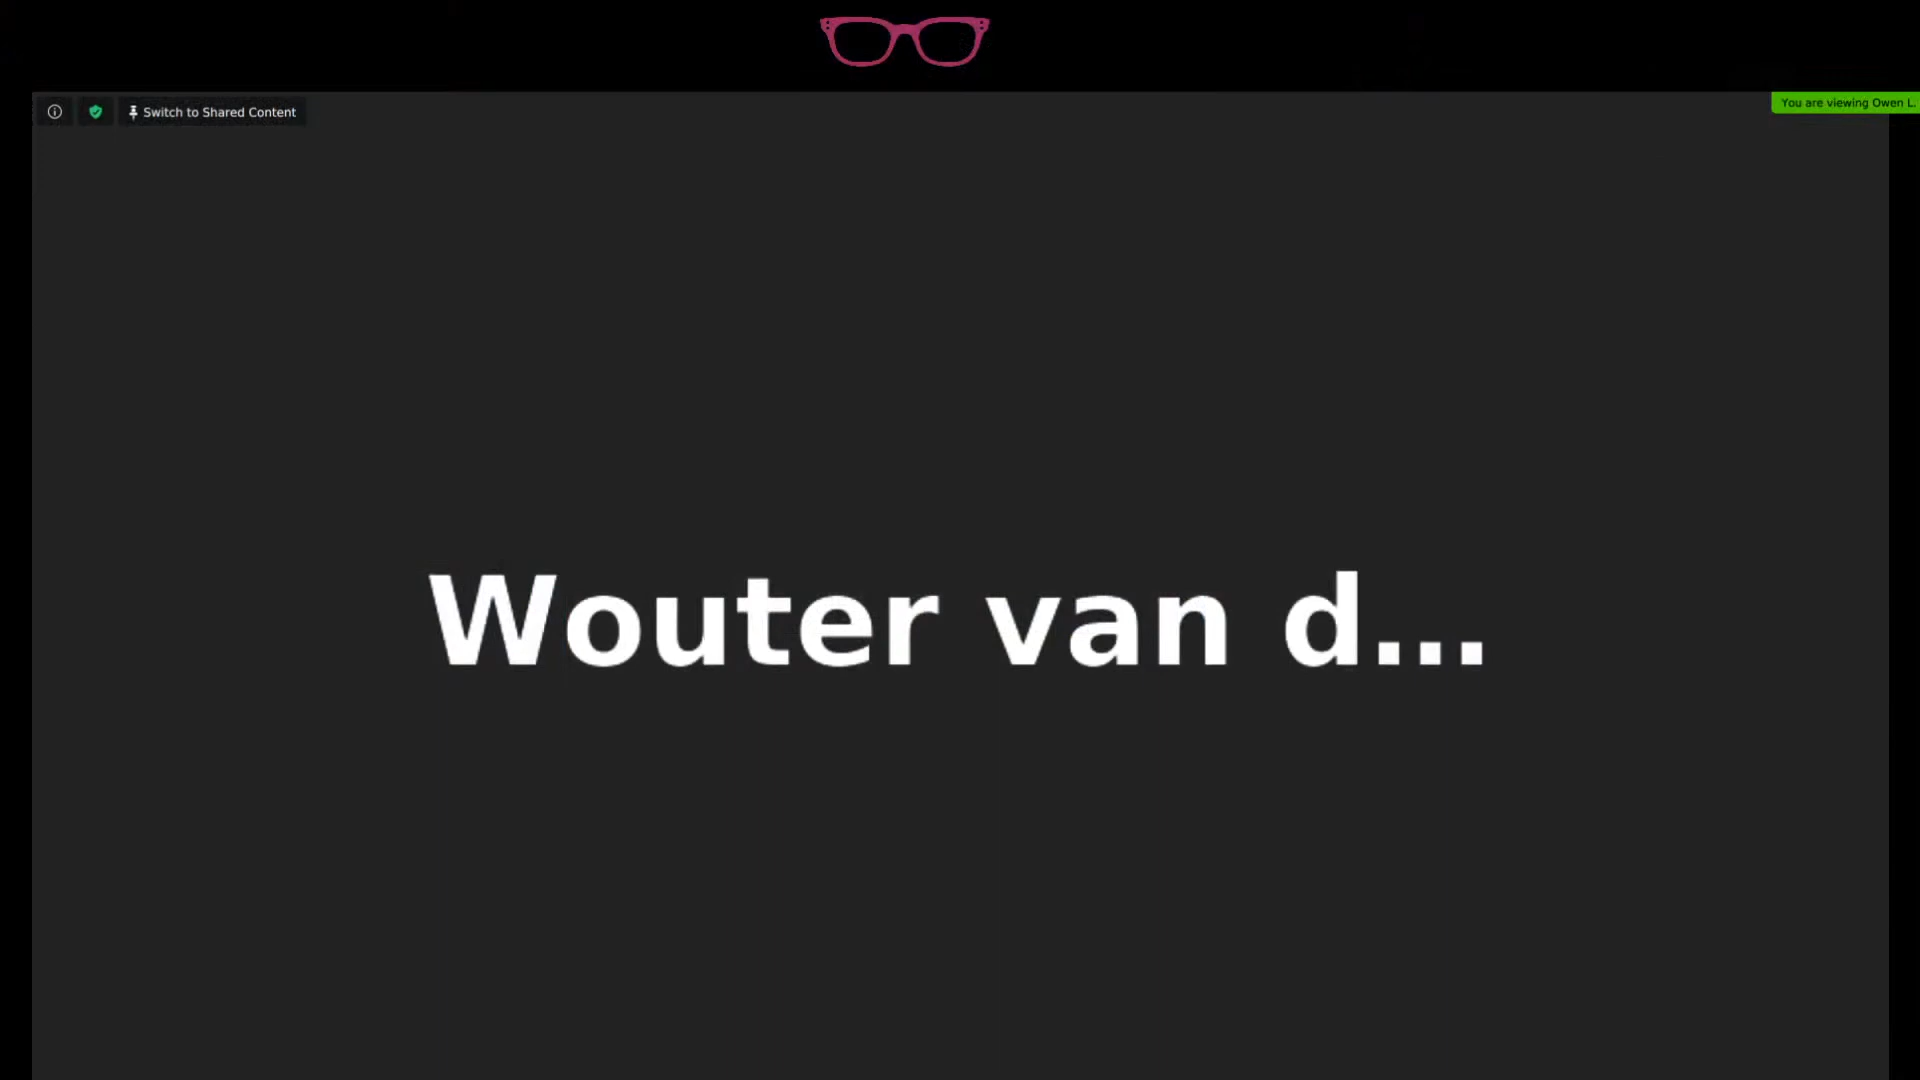 Switch to Shared Content
You are viewing Owen L.
Wouter van d...